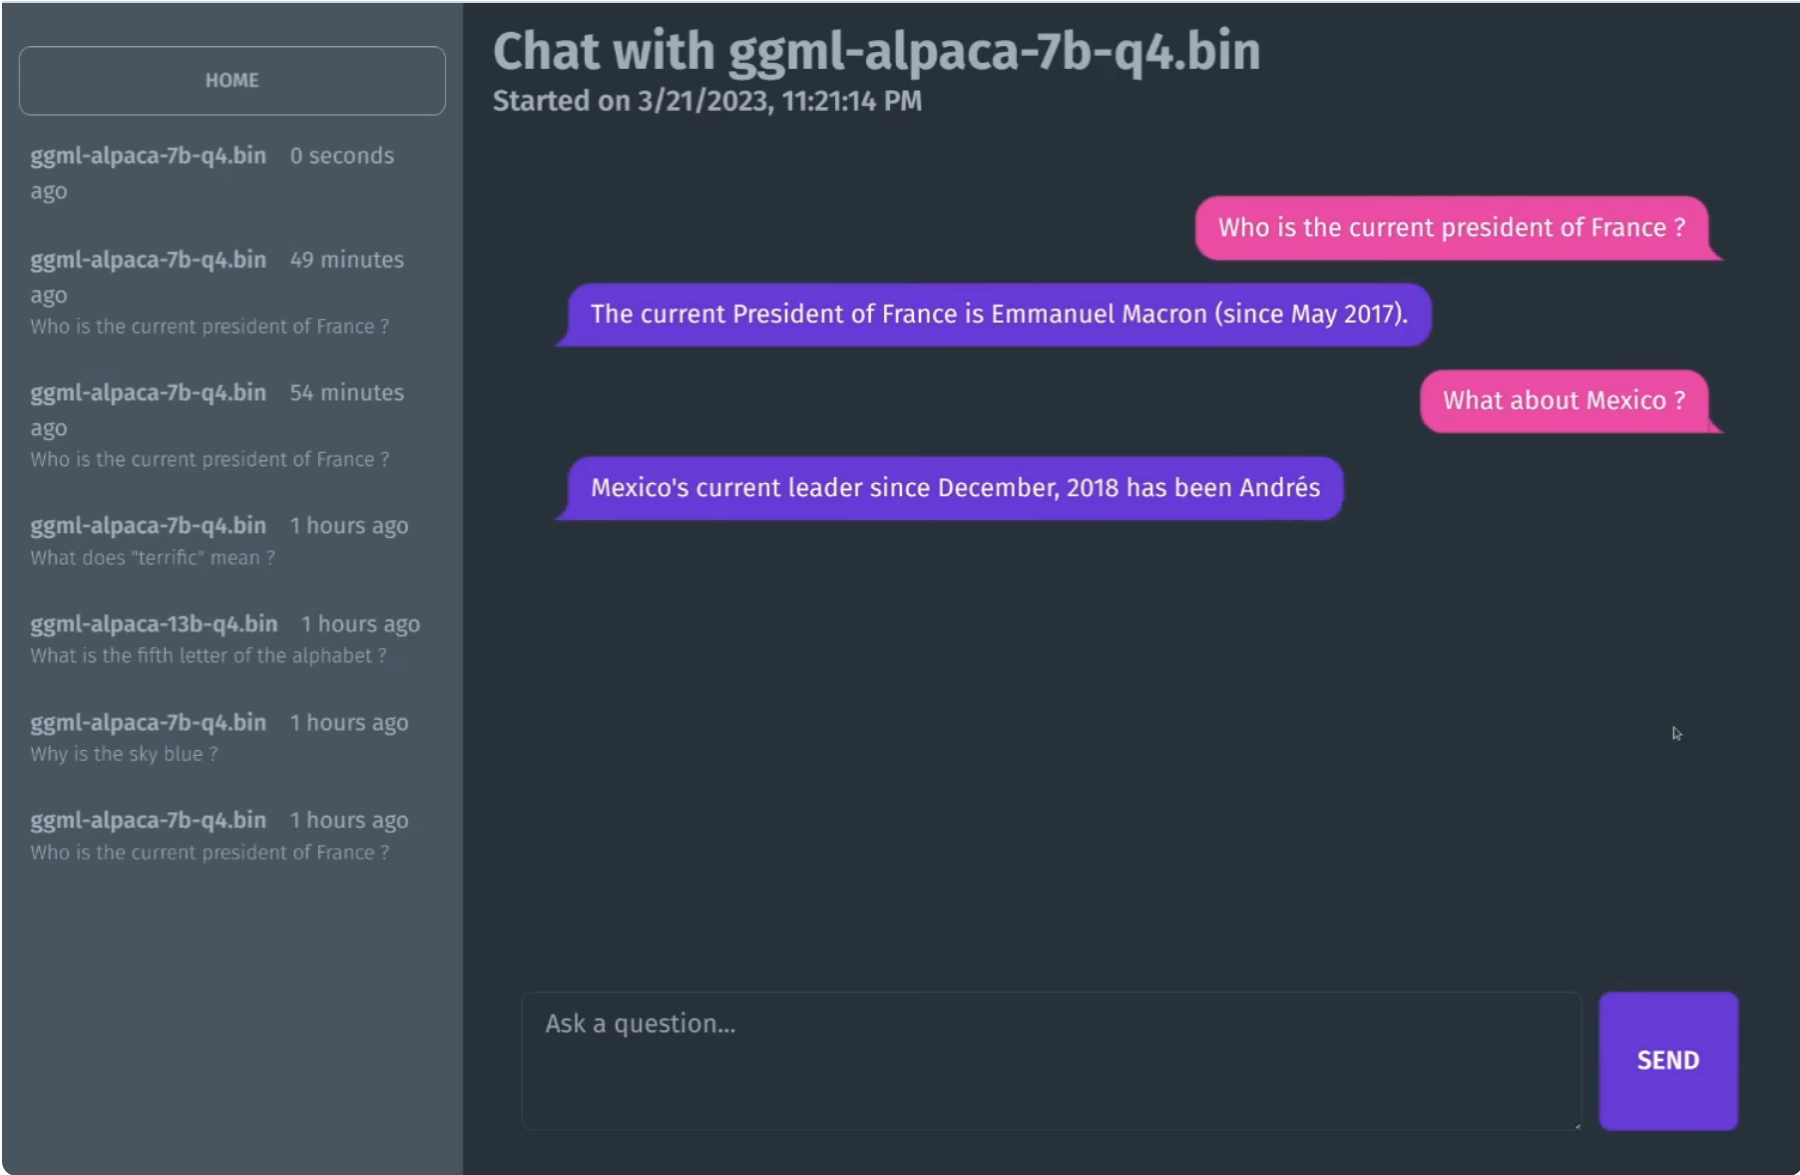 HOME
ggml-alpaca-7b-q4.bin 0 seconds
ago
ggml-alpaca-7b-q4.bin 49 minutes
ago
Who is the current president of France ?
ggml-alpaca-7b-q4.bin 54 minutes
ago
Who is the current president of France ?
ggml-alpaca-7b-q4.bin 1 hours ago
What does "terrific" mean ?
ggml-alpaca-13b-q4.bin 1 hours ago
What is the fifth letter of the alphabet ?
ggml-alpaca-7b-q4.bin 1 hours ago
Why is the sky blue ?
ggml-alpaca-7b-q4.bin 1 hours ago
Who is the current president of France ?
Chat with ggml-alpaca-7b-q4.bin
Started on 3/21/2023, 11:21:14 PM
Who is the current president of France ?
The current President of France is Emmanuel Macron (since May 2017).
What about Mexico ?
Mexico's current leader since December, 2018 has been Andrés
Ask a question...
SEND